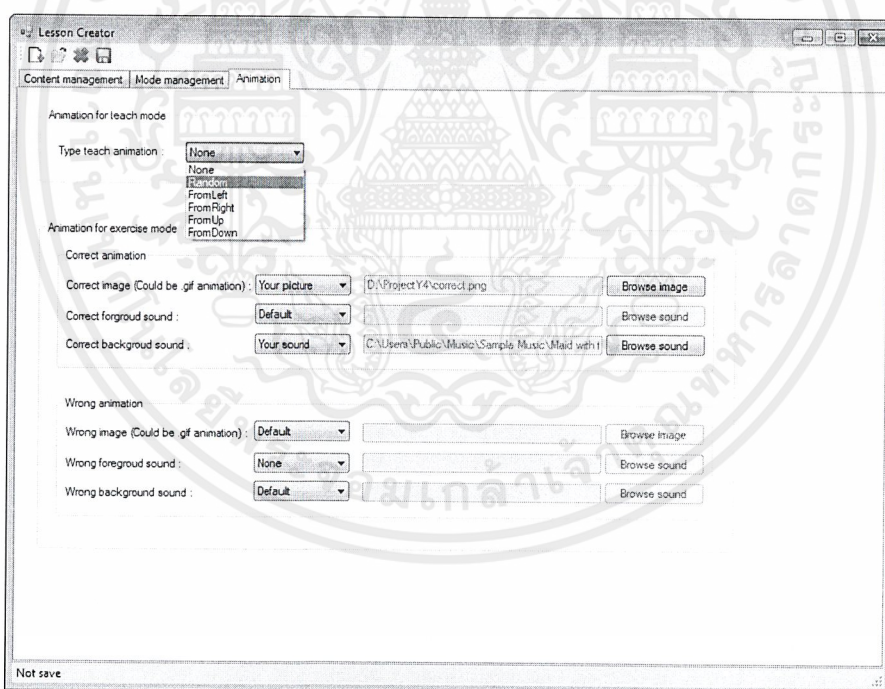 Lesson Creator
Content management Mode management Animation
Animation for teach mode
Type teach animation : None
None
Random
FromLeft
FromRight
FromUp
FromDown
Animation for exercise mode
Correct animation
Correct image (Could be .gif animation) : Your picture D:\ProjectY4\correct.png Browse image
Correct forgroud sound : Default Browse sound
Correct backgroud sound : Your sound C:\Users\Public\Music\Sample Music\Maid with t Browse sound
Wrong animation
Wrong image (Could be .gif animation) : Default Browse image
Wrong foregroud sound : None Browse sound
Wrong background sound : Default Browse sound
Not save